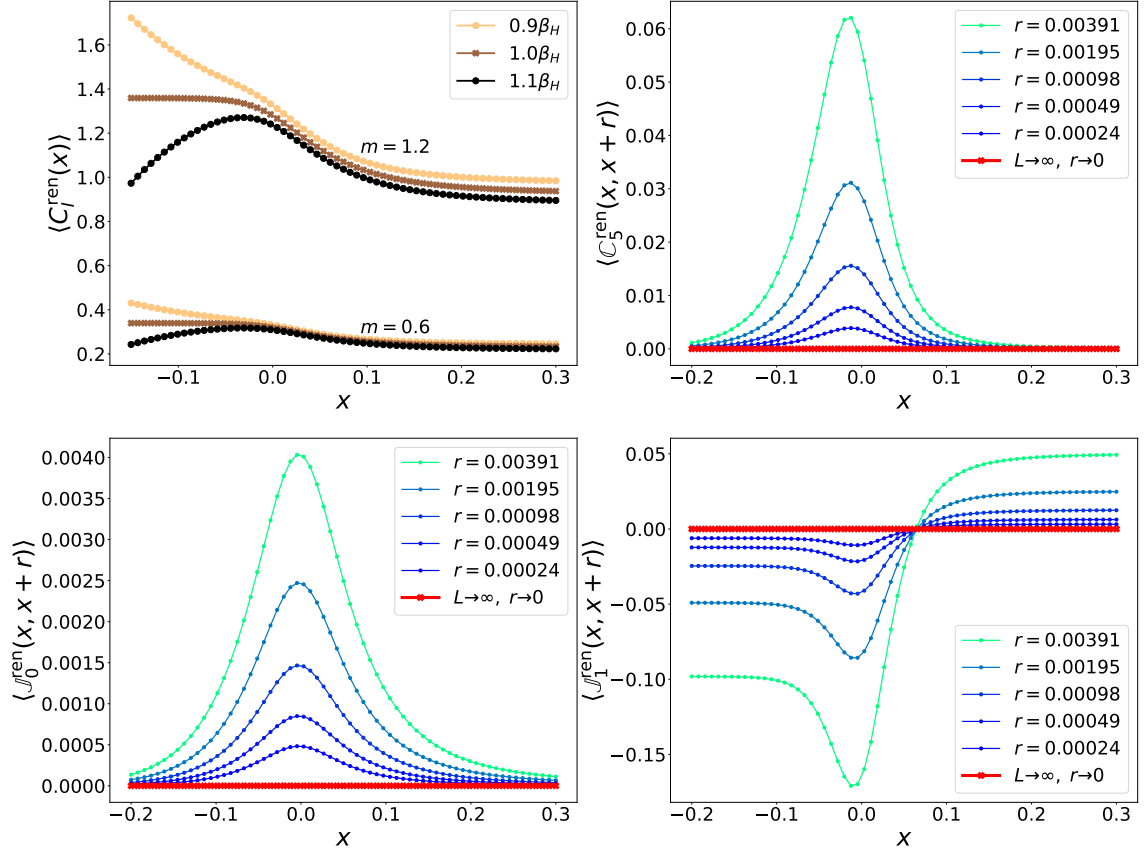 ⟨C_I^ren(x)⟩
1.6
1.4
1.2
1.0
0.8
0.6
0.4
0.2
0.9β_H
1.0β_H
1.1β_H
m = 1.2
m = 0.6
−0.1
0.0
0.1
0.2
0.3
x
⟨ℂ_5^ren(x, x + r)⟩
0.06
0.05
0.04
0.03
0.02
0.01
0.00
r = 0.00391
r = 0.00195
r = 0.00098
r = 0.00049
r = 0.00024
L→∞, r→0
−0.2
−0.1
0.0
0.1
0.2
0.3
x
⟨𝕁_0^ren(x, x + r)⟩
0.0040
0.0035
0.0030
0.0025
0.0020
0.0015
0.0010
0.0005
0.0000
r = 0.00391
r = 0.00195
r = 0.00098
r = 0.00049
r = 0.00024
L→∞, r→0
−0.2
−0.1
0.0
0.1
0.2
0.3
x
⟨𝕁_1^ren(x, x + r)⟩
0.05
0.00
−0.05
−0.10
−0.15
r = 0.00391
r = 0.00195
r = 0.00098
r = 0.00049
r = 0.00024
L→∞, r→0
−0.2
−0.1
0.0
0.1
0.2
0.3
x